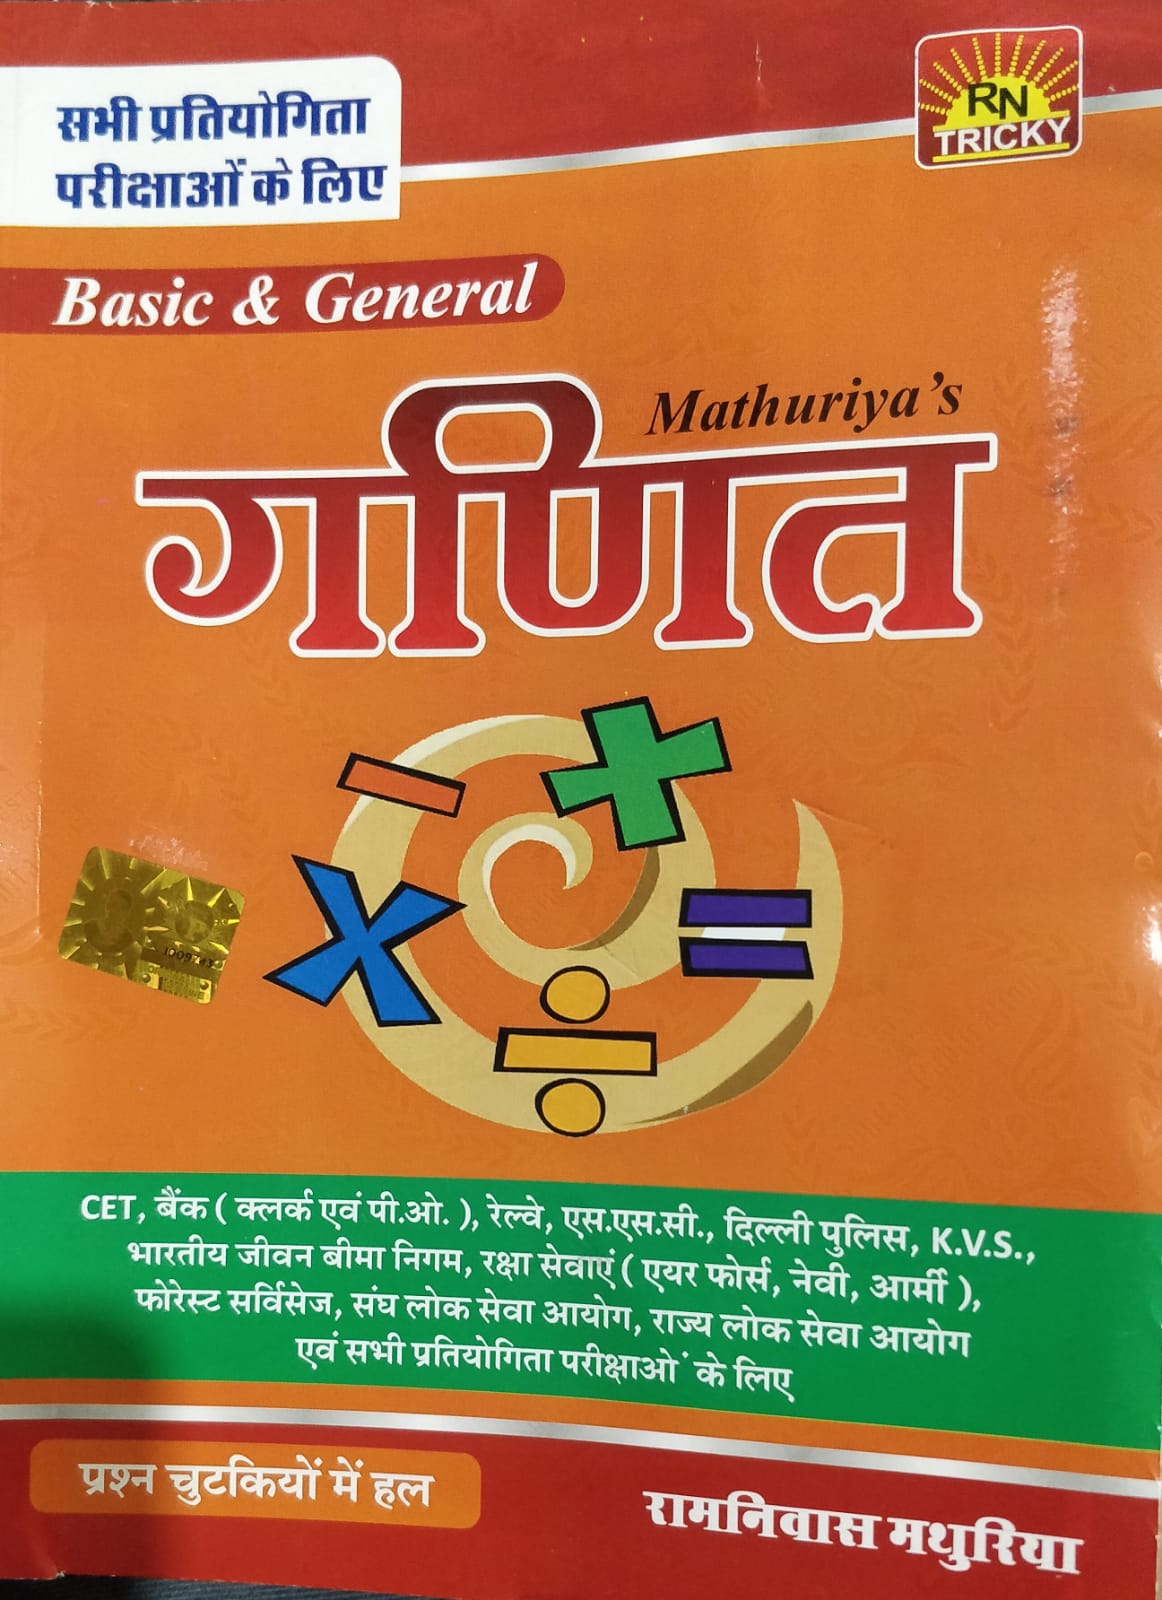 सभी प्रतियोगिता
परीक्षाओं के लिए
RN
TRICKY
Basic & General
Mathuriya's
गणित
CET, बैंक ( क्लर्क एवं पी.ओ. ), रेल्वे, एस.एस.सी., दिल्ली पुलिस, K.V.S.,
भारतीय जीवन बीमा निगम, रक्षा सेवाएं ( एयर फोर्स, नेवी, आर्मी ),
फोरेस्ट सर्विसेज, संघ लोक सेवा आयोग, राज्य लोक सेवा आयोग
एवं सभी प्रतियोगिता परीक्षाओं के लिए
प्रश्न चुटकियों में हल
रामनिवास मथुरिया